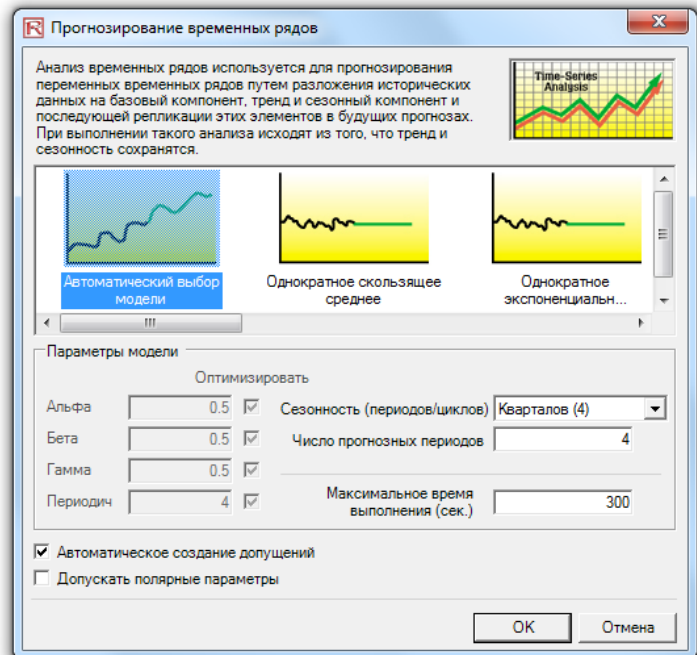 Прогнозирование временных рядов
Анализ временных рядов используется для прогнозирования
переменных временных рядов путем разложения исторических
данных на базовый компонент, тренд и сезонный компонент и
последующей репликации этих элементов в будущих прогнозах.
При выполнении такого анализа исходят из того, что тренд и
сезонность сохранятся.
Time-Series
Analysis
Автоматический выбор
модели
Однократное скользящее
среднее
Однократное
экспоненциальн...
Параметры модели
Оптимизировать
Альфа 0.5
Сезонность (периодов/циклов) Кварталов (4)
Бета 0.5
Число прогнозных периодов 4
Гамма 0.5
Периодич 4
Максимальное время
выполнения (сек.) 300
Автоматическое создание допущений
Допускать полярные параметры
OK Отмена